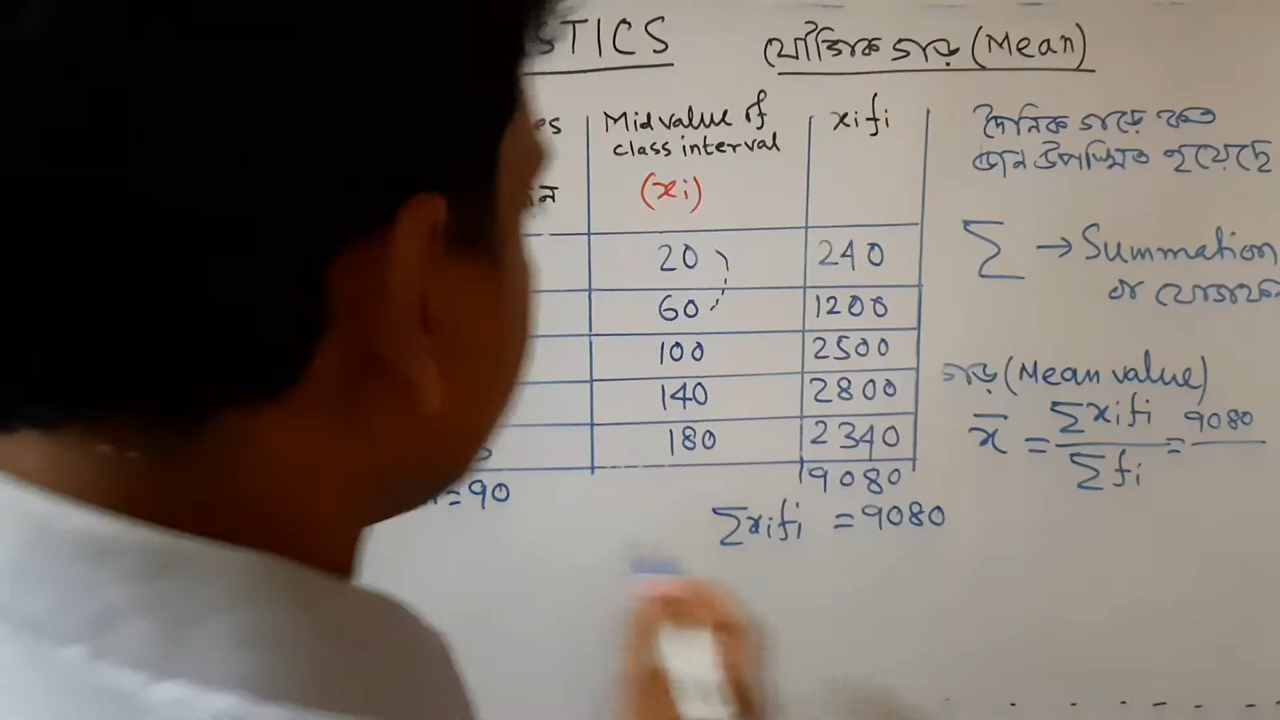 STICS
যৌগিক গড় (Mean)
es Midvalue of class interval (xi) xifi
ন
20 240
60 1200
100 2500
140 2800
180 2340
=90 9080
Σxifi = 9080
দৈনিক গড়ে কত
জন উপস্থিত হয়েছে
Σ → Summation
বা যোগফল
গড় (Mean value)
x̄ = Σxifi / Σfi = 9080